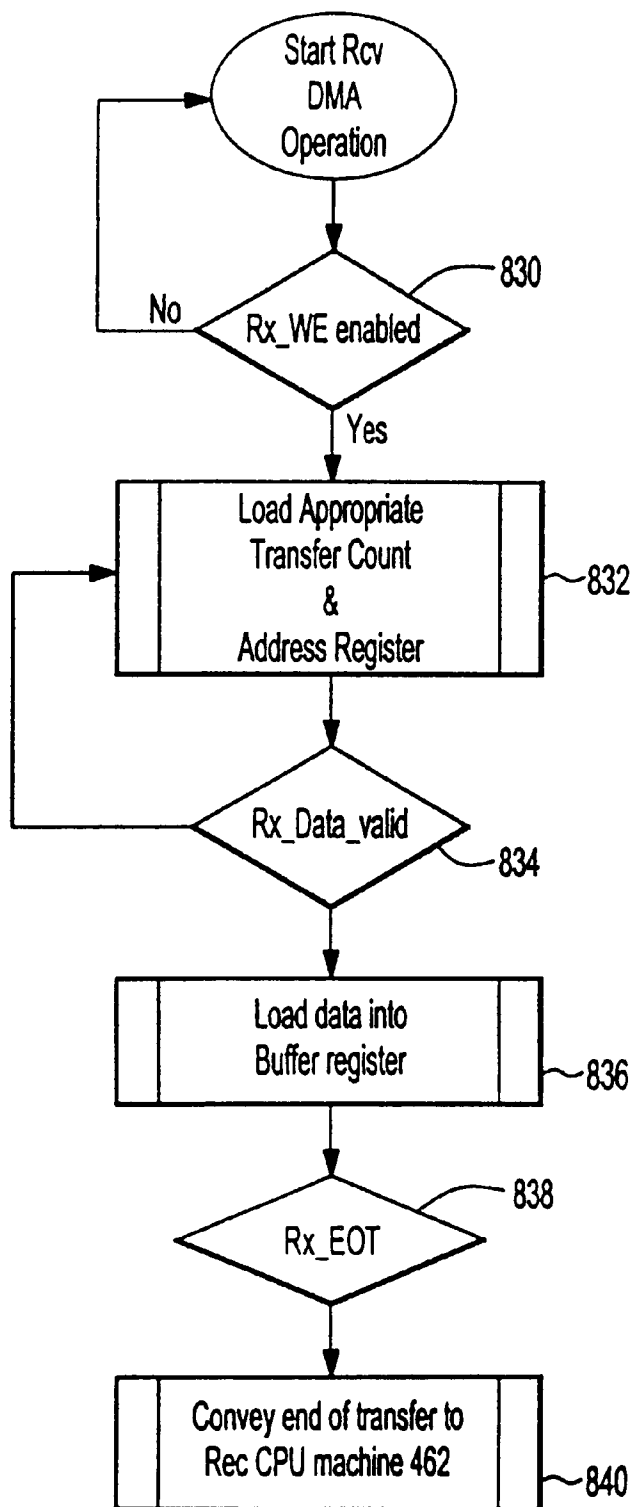 Start Rcv
DMA
Operation
830
No
Rx_WE enabled
Yes
Load Appropriate
Transfer Count
&
Address Register
832
Rx_Data_valid
834
Load data into
Buffer register
836
838
Rx_EOT
Convey end of transfer to
Rec CPU machine 462
840